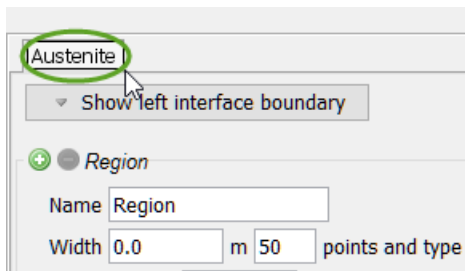 Austenite
Show left interface boundary
Region
Name Region
Width 0.0 m 50 points and type